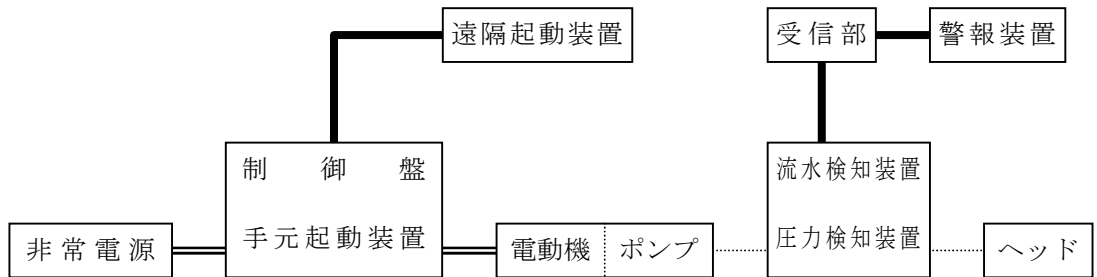 遠隔起動装置
受信部
警報装置
制御盤
流水検知装置
非常電源
手元起動装置
電動機
ポンプ
圧力検知装置
ヘッド